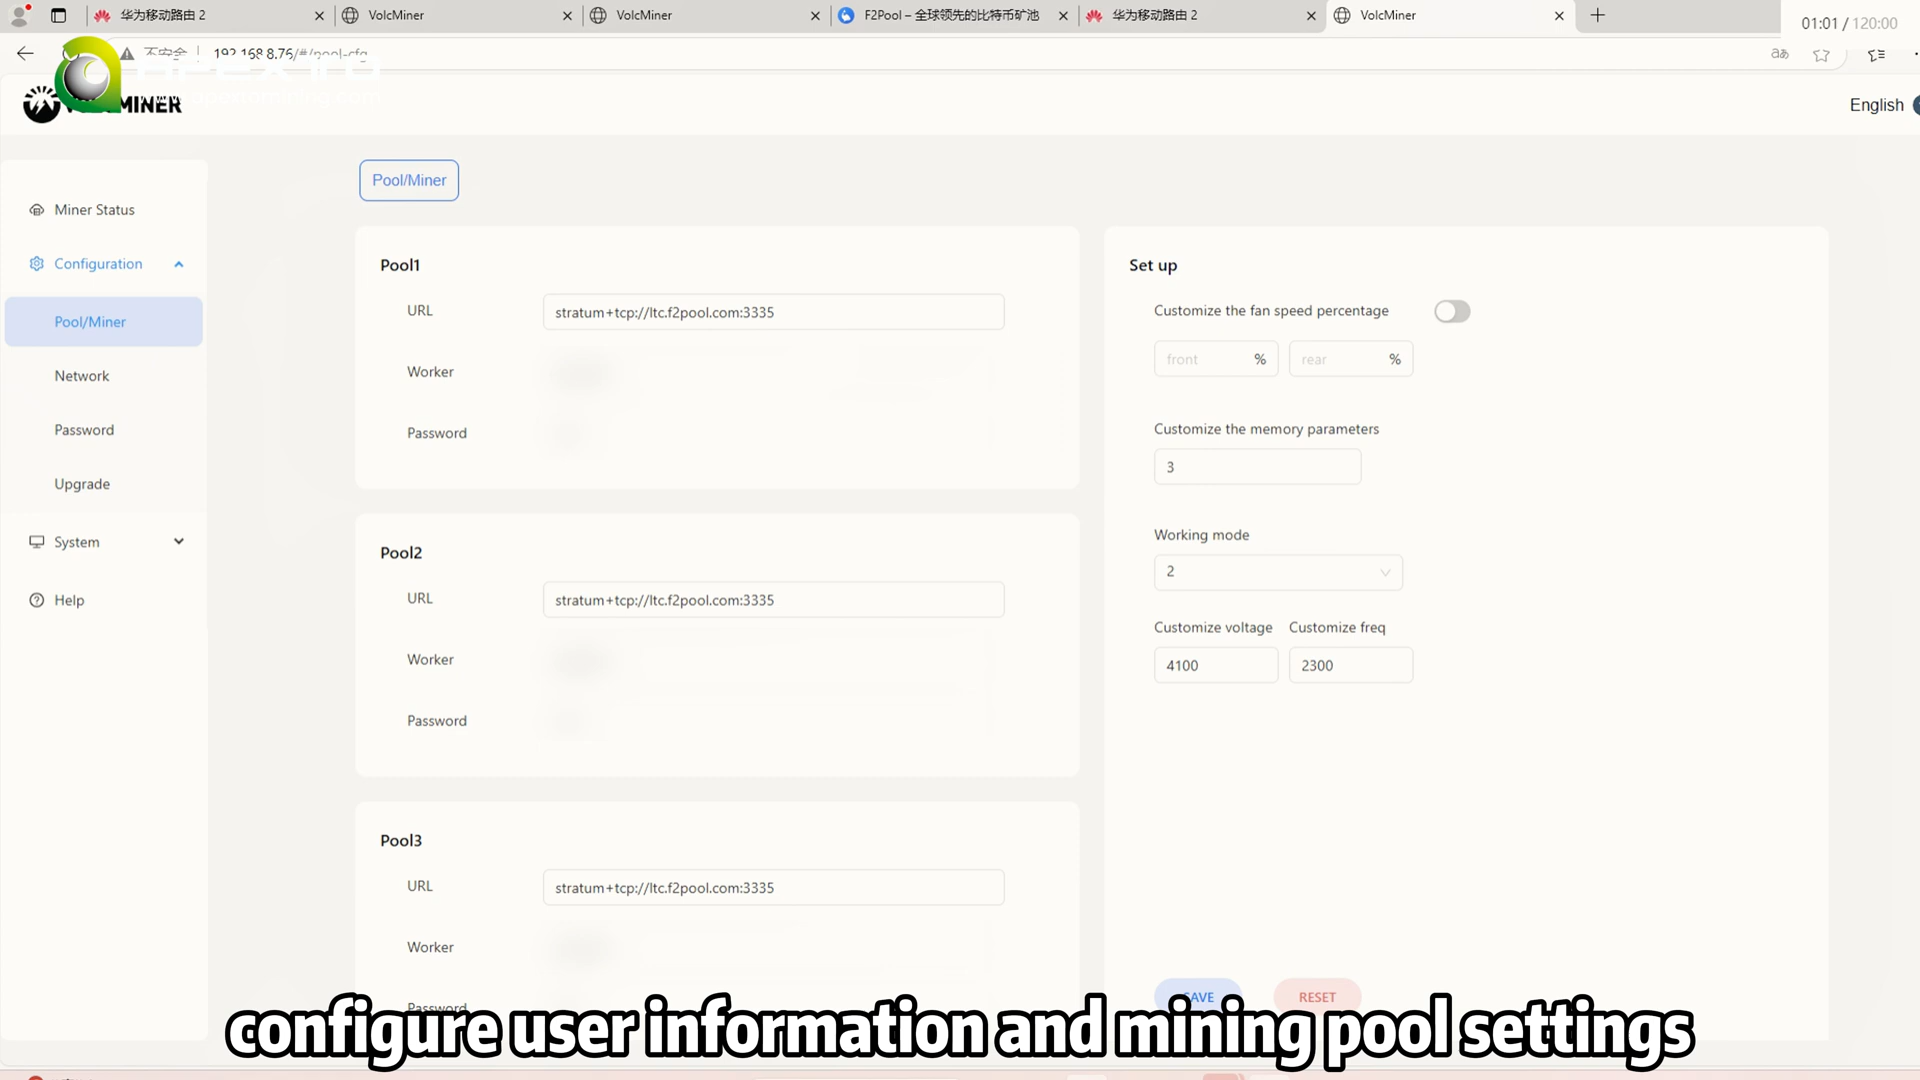 华为移动路由 2
VolcMiner
VolcMiner
F2Pool – 全球领先的比特币矿池
华为移动路由 2
VolcMiner
01:01 / 120:00
不安全
192.168.8.76/#/pool-cfg
English
Miner Status
Configuration
Pool/Miner
Network
Password
Upgrade
System
Help
Pool/Miner
Pool1
URL
stratum+tcp://ltc.f2pool.com:3335
Worker
Password
Pool2
URL
stratum+tcp://ltc.f2pool.com:3335
Worker
Password
Pool3
URL
stratum+tcp://ltc.f2pool.com:3335
Worker
Password
Set up
Customize the fan speed percentage
front %
rear %
Customize the memory parameters
3
Working mode
2
Customize voltage
Customize freq
4100
2300
SAVE
RESET
configure user information and mining pool settings